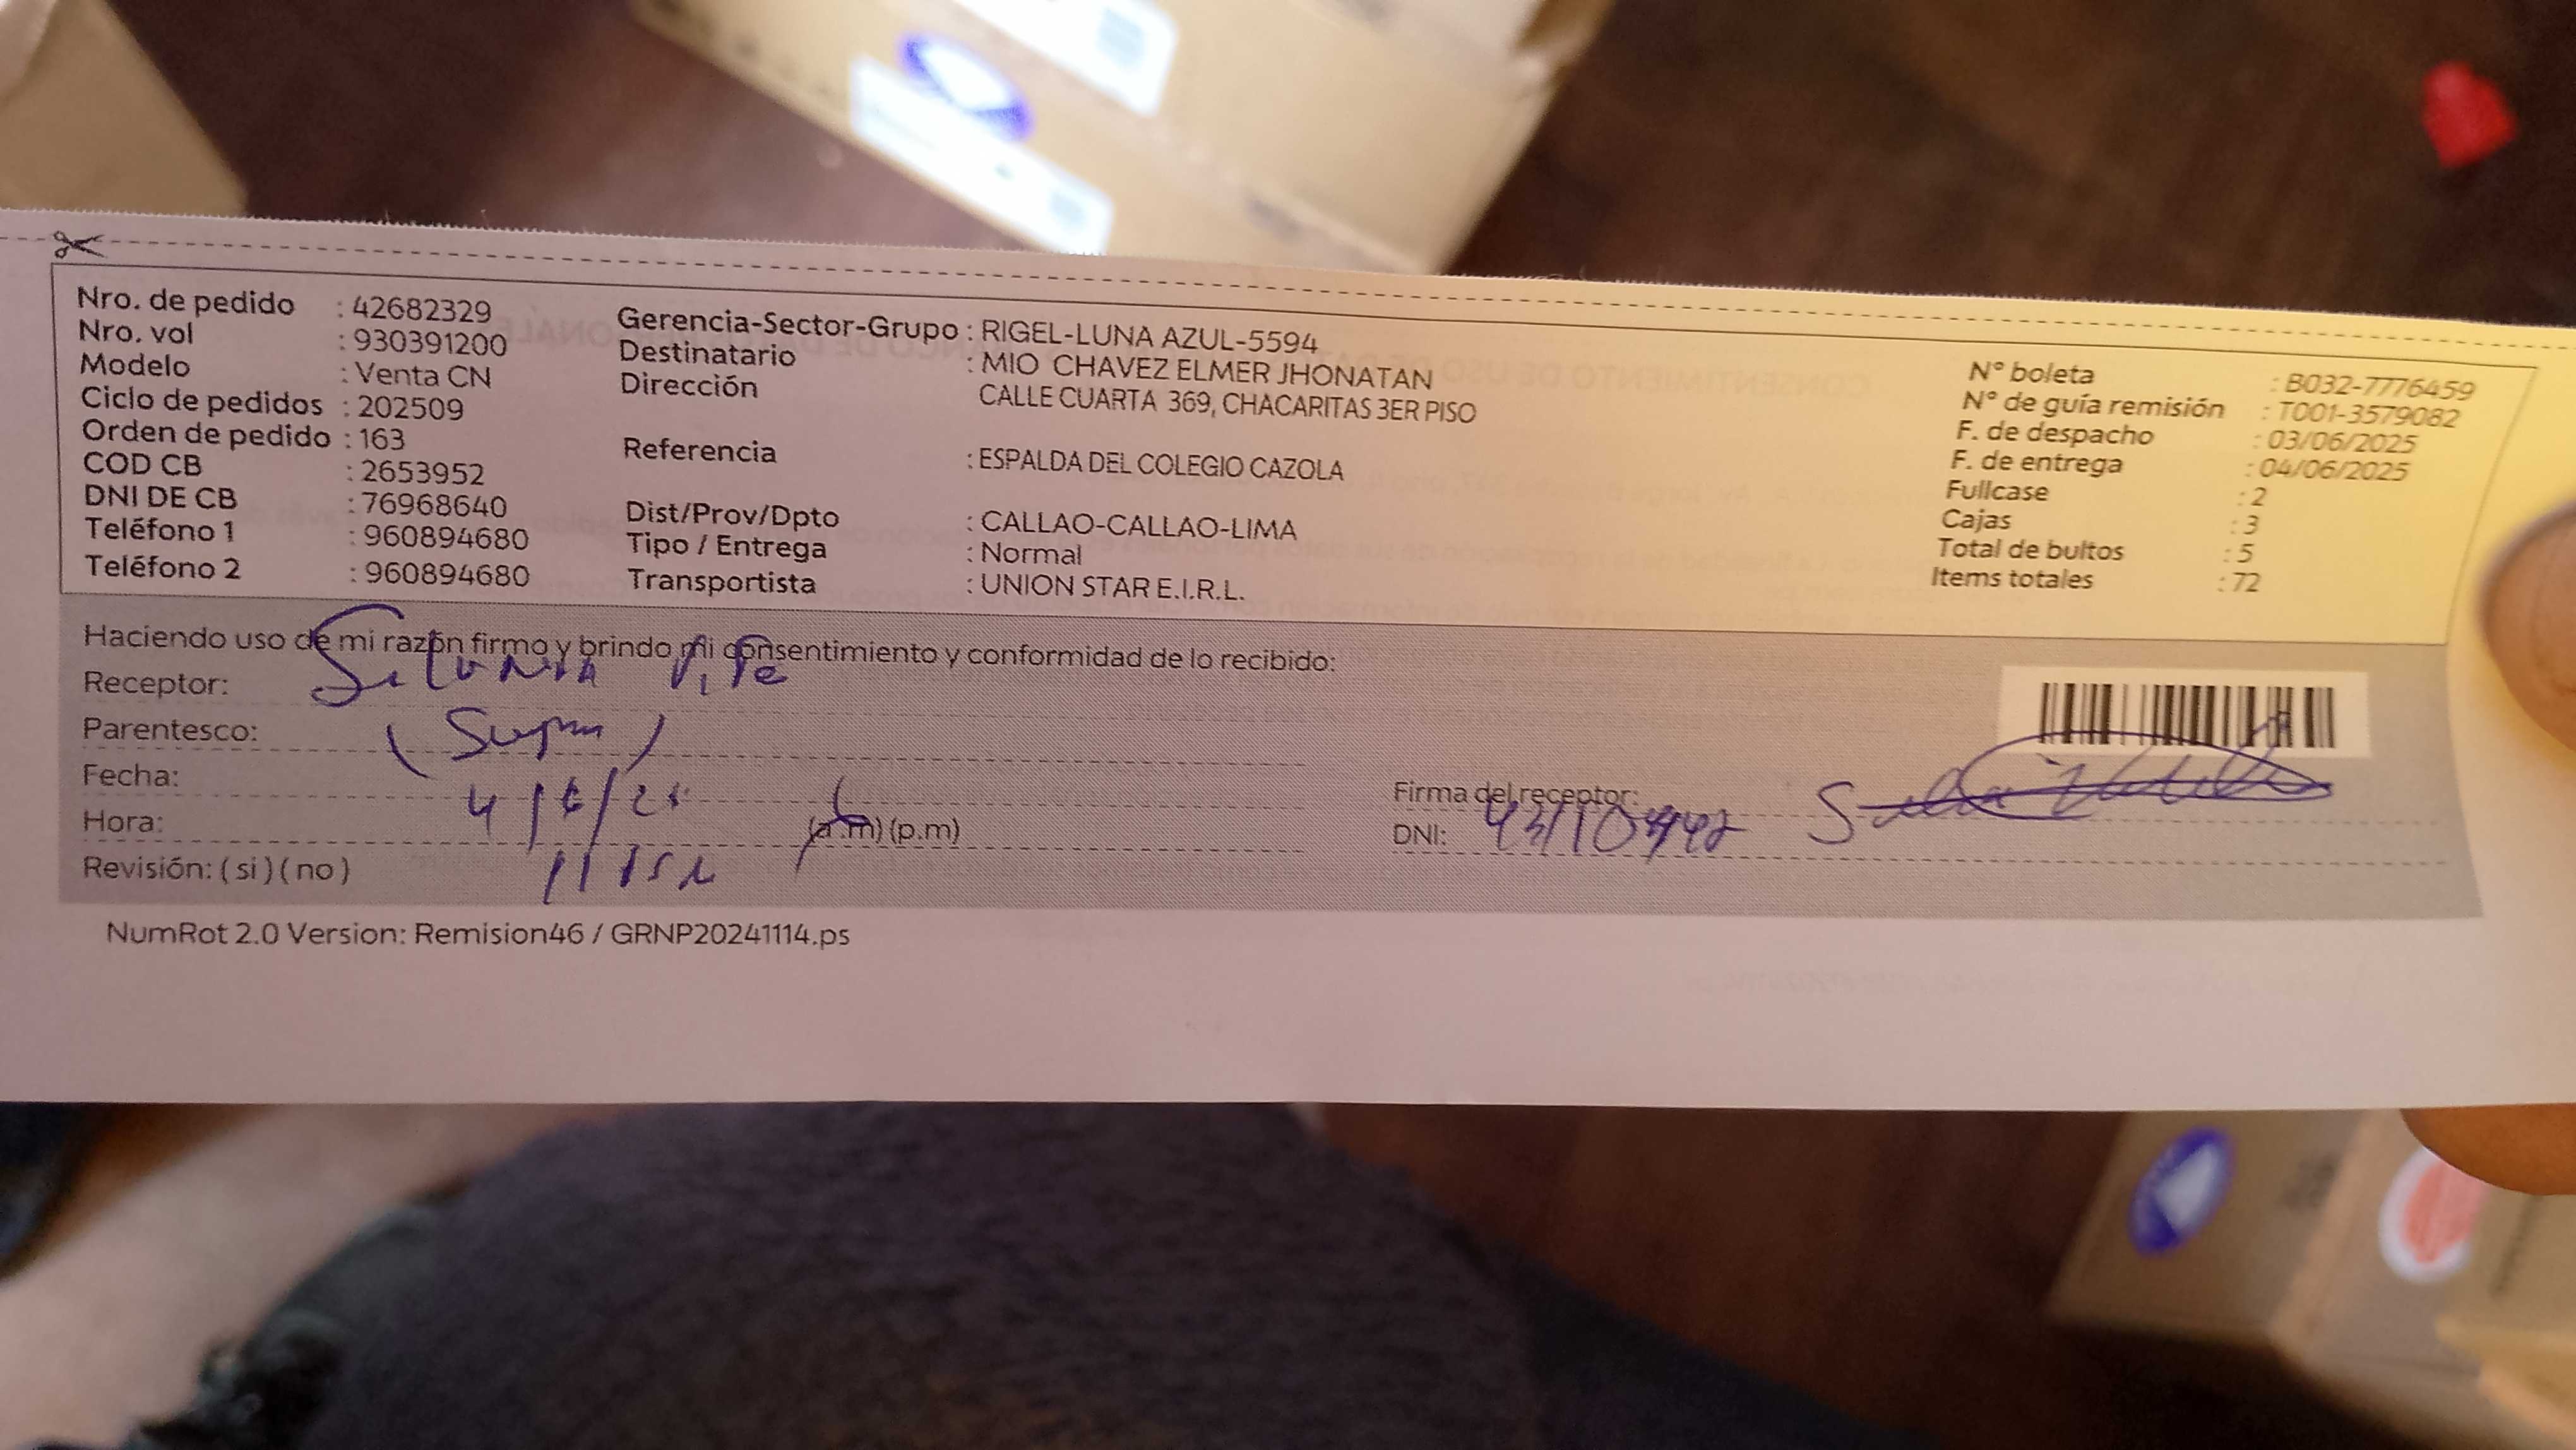 Nro. de pedido : 42682329
Nro. vol : 930391200
Modelo : Venta CN
Ciclo de pedidos : 202509
Orden de pedido : 163
COD CB : 2653952
DNI DE CB : 76968640
Teléfono 1 : 960894680
Teléfono 2 : 960894680
Gerencia-Sector-Grupo : RIGEL-LUNA AZUL-5594
Destinatario : MIO CHAVEZ ELMER JHONATAN
Dirección CALLE CUARTA 369, CHACARITAS 3ER PISO
Referencia : ESPALDA DEL COLEGIO CAZOLA
Dist/Prov/Dpto : CALLAO-CALLAO-LIMA
Tipo / Entrega : Normal
Transportista : UNION STAR E.I.R.L.
N° boleta : B032-7776459
N° de guía remisión : T001-3579082
F. de despacho : 03/06/2025
F. de entrega : 04/06/2025
Fullcase : 2
Cajas : 3
Total de bultos : 5
Items totales : 72
Haciendo uso de mi razón firmo y brindo mi consentimiento y conformidad de lo recibido:
Receptor:
Parentesco:
Fecha: 4/6/
Hora: (a.m) (p.m)
Revisión: ( si ) ( no )
Firma del receptor:
DNI:
NumRot 2.0 Version: Remision46 / GRNP20241114.ps